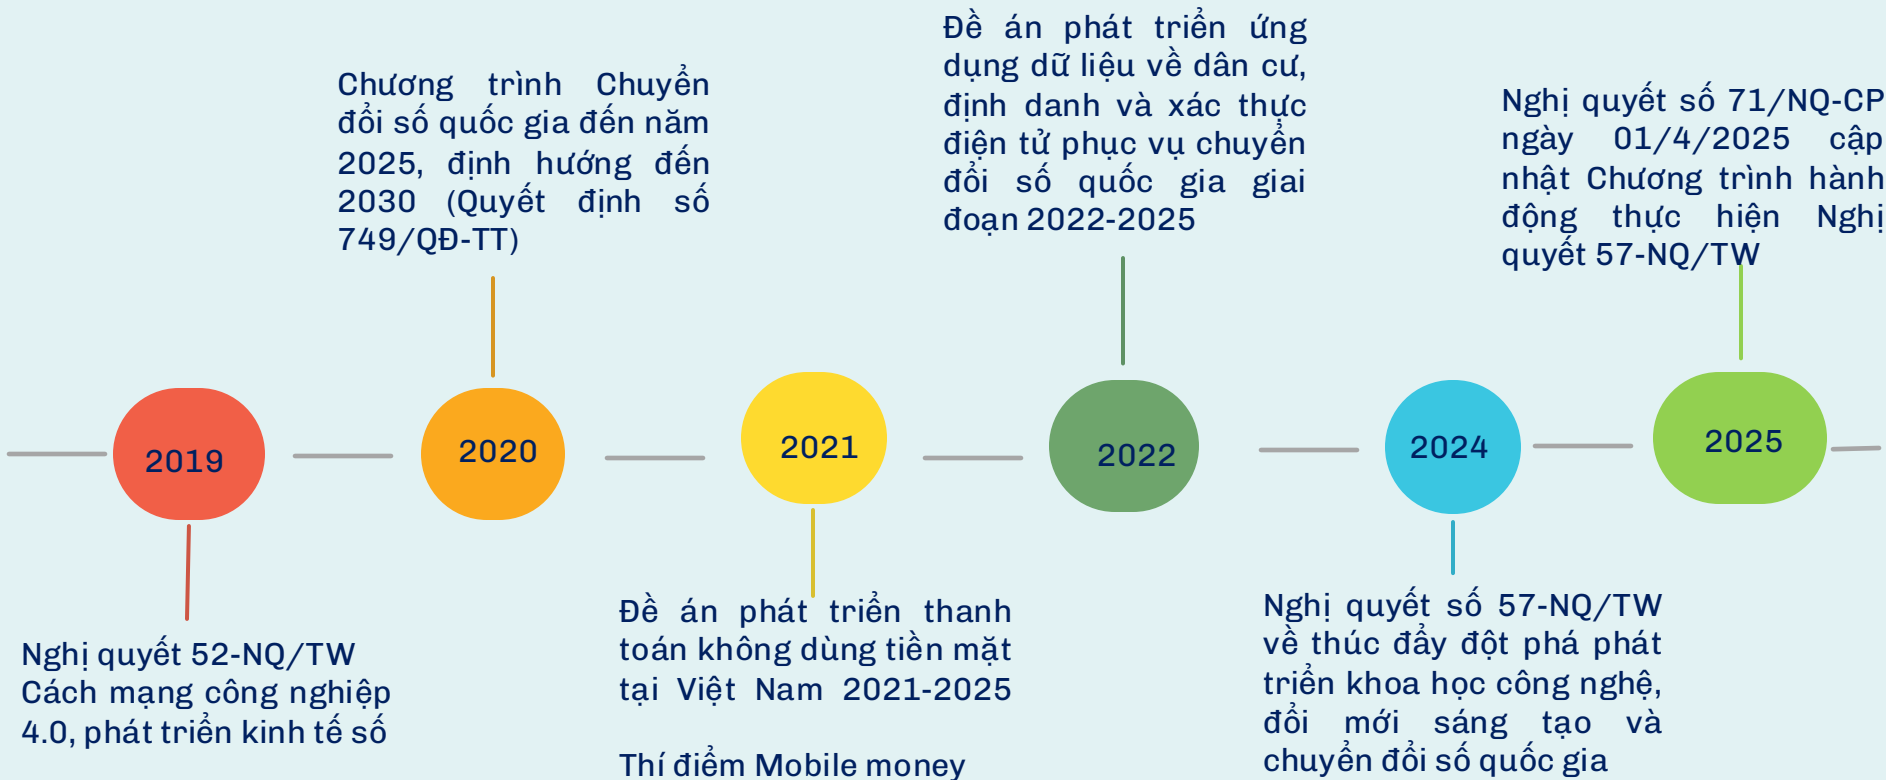 Đề án phát triển ứng
dụng dữ liệu về dân cư,
định danh và xác thực
điện tử phục vụ chuyển
đổi số quốc gia giai
đoạn 2022-2025
Chương trình Chuyển
đổi số quốc gia đến năm
2025, định hướng đến
2030 (Quyết định số
749/QĐ-TT)
Nghị quyết số 71/NQ-CP
ngày 01/4/2025 cập
nhật Chương trình hành
động thực hiện Nghị
quyết 57-NQ/TW
2019
2020
2021
2022
2024
2025
Nghị quyết 52-NQ/TW
Cách mạng công nghiệp
4.0, phát triển kinh tế số
Đề án phát triển thanh
toán không dùng tiền mặt
tại Việt Nam 2021-2025
Thí điểm Mobile money
Nghị quyết số 57-NQ/TW
về thúc đẩy đột phá phát
triển khoa học công nghệ,
đổi mới sáng tạo và
chuyển đổi số quốc gia